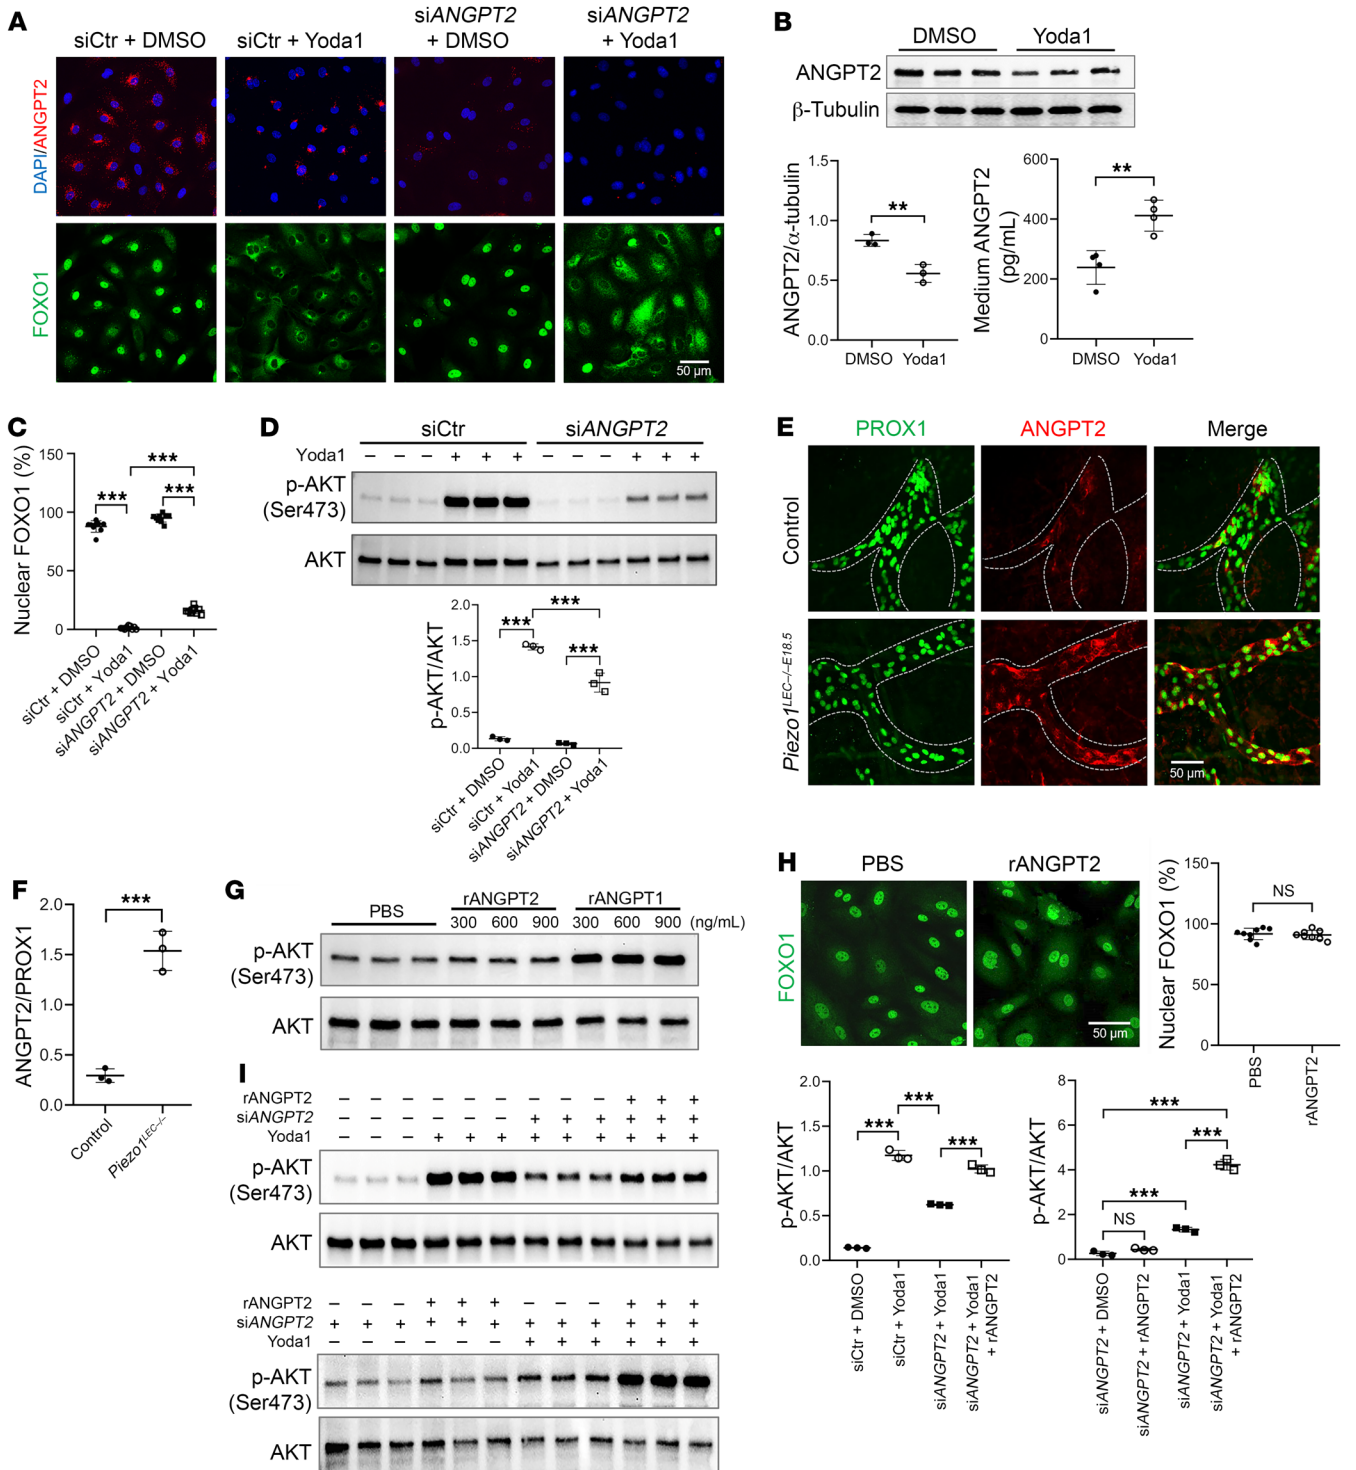 A
siCtr + DMSO
siCtr + Yoda1
siANGPT2
+ DMSO
siANGPT2
+ Yoda1
DAPI/ANGPT2
FOXO1
50 µm
B
DMSO Yoda1
ANGPT2
β-Tubulin
ANGPT2/α-tubulin
1.5
1.0
0.5
0.0
**
DMSO Yoda1
Medium ANGPT2
(pg/mL)
600
400
200
0
**
DMSO Yoda1
C
Nuclear FOXO1 (%)
150
100
50
0
***
*** ***
siCtr + DMSO
siCtr + Yoda1
siANGPT2 + DMSO
siANGPT2 + Yoda1
D
siCtr siANGPT2
Yoda1 − − − + + + − − − + + +
p-AKT
(Ser473)
AKT
p-AKT/AKT
2.0
1.5
1.0
0.5
0.0
***
***
***
siCtr + DMSO
siCtr + Yoda1
siANGPT2 + DMSO
siANGPT2 + Yoda1
E
PROX1 ANGPT2 Merge
Control
Piezo1LEC−/−E18.5
50 µm
F
ANGPT2/PROX1
2.0
1.5
1.0
0.5
0.0
***
Control
Piezo1LEC−/−
G
PBS rANGPT2 rANGPT1
300 600 900 300 600 900 (ng/mL)
p-AKT
(Ser473)
AKT
H
PBS rANGPT2
FOXO1
50 µm
Nuclear FOXO1 (%)
150
100
50
0
NS
PBS
rANGPT2
I
rANGPT2 − − − − − − − − − + + +
siANGPT2 − − − − − − + + + + + +
Yoda1 − − − + + + + + + + + +
p-AKT
(Ser473)
AKT
rANGPT2 − − − + + + − − − + + +
siANGPT2 + + + + + + + + + + + +
Yoda1 − − − − − − + + + + + +
p-AKT
(Ser473)
AKT
p-AKT/AKT
2.0
1.5
1.0
0.5
0.0
***
***
***
siCtr + DMSO
siCtr + Yoda1
siANGPT2 + Yoda1
siANGPT2 + Yoda1
+ rANGPT2
p-AKT/AKT
8
6
4
2
0
***
***
***
NS
siANGPT2 + DMSO
siANGPT2 + rANGPT2
siANGPT2 + Yoda1
siANGPT2 + Yoda1
+ rANGPT2